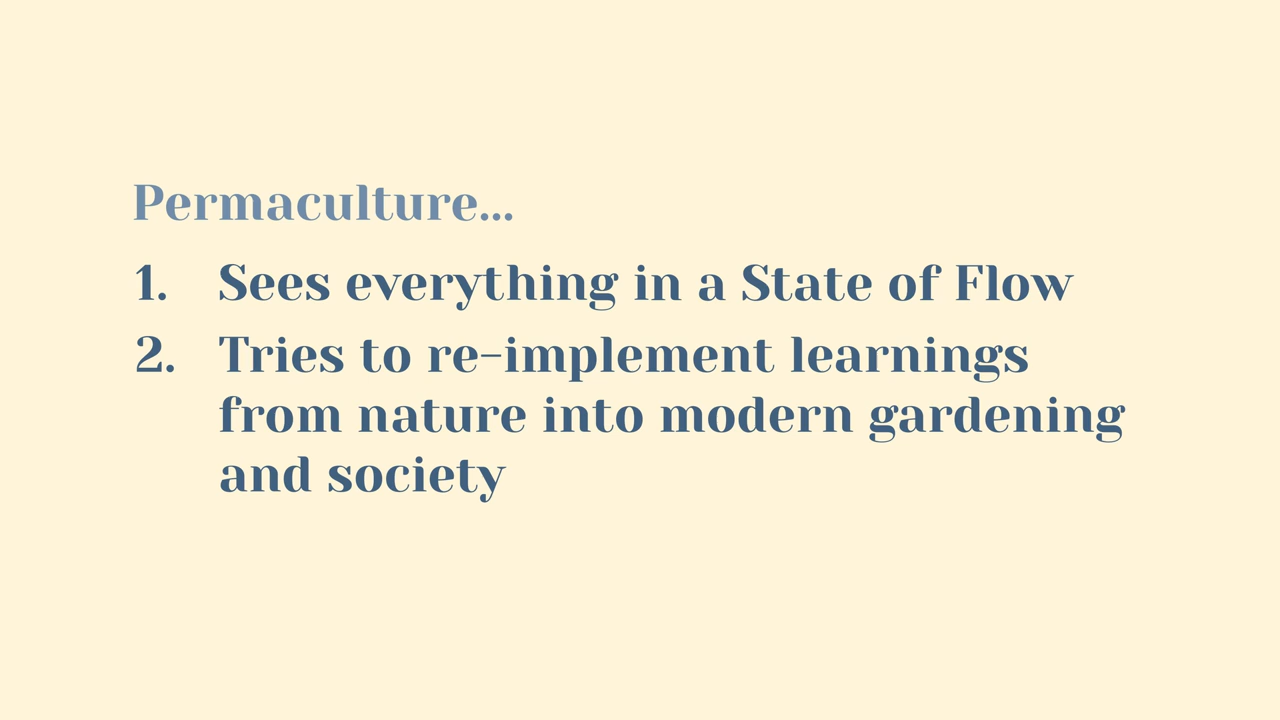 Permaculture...
1. Sees everything in a State of Flow
2. Tries to re-implement learnings
from nature into modern gardening
and society